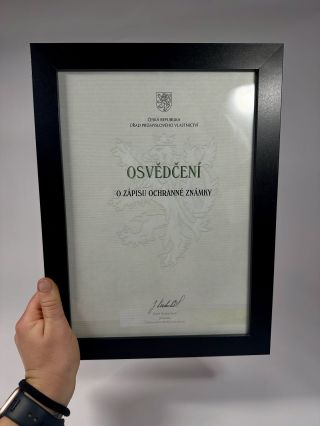 ČESKÁ REPUBLIKA
ÚŘAD PRŮMYSLOVÉHO VLASTNICTVÍ
OSVĚDČENÍ
O ZÁPISU OCHRANNÉ ZNÁMKY